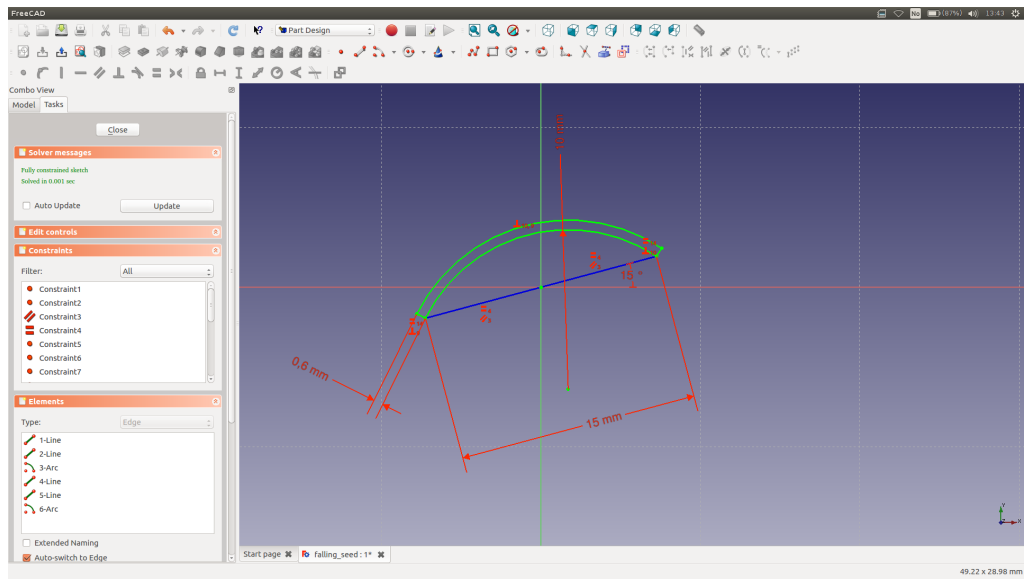 FreeCAD
No
(87%)
13:43
Part Design
Combo View
Model
Tasks
Close
Solver messages
Fully constrained sketch
Solved in 0.001 sec
Auto Update
Update
Edit controls
Constraints
Filter:
All
Constraint1
Constraint2
Constraint3
Constraint4
Constraint5
Constraint6
Constraint7
Elements
Type:
Edge
1-Line
2-Line
3-Arc
4-Line
5-Line
6-Arc
Extended Naming
Auto-switch to Edge
15 °
0,6 mm
15 mm
Y
X
Start page
falling_seed : 1*
49.22 x 28.98 mm